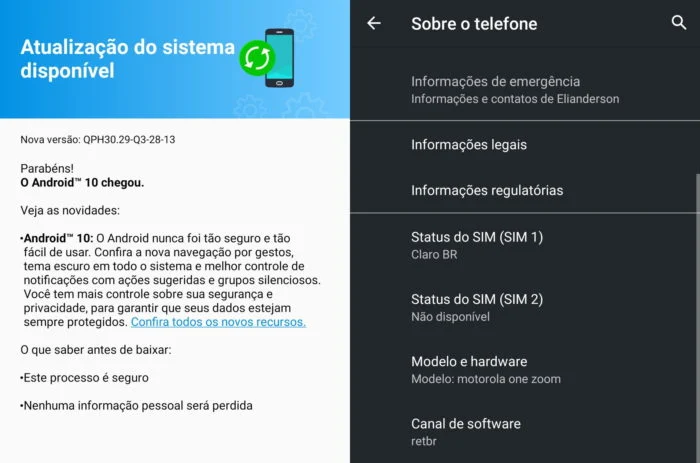 Atualização do sistema
disponível
Nova versão: QPH30.29-Q3-28-13
Parabéns!
O Android™ 10 chegou.
Veja as novidades:
•Android™ 10: O Android nunca foi tão seguro e tão
fácil de usar. Confira a nova navegação por gestos,
tema escuro em todo o sistema e melhor controle de
notificações com ações sugeridas e grupos silenciosos.
Você tem mais controle sobre sua segurança e
privacidade, para garantir que seus dados estejam
sempre protegidos. Confira todos os novos recursos.
O que saber antes de baixar:
•Este processo é seguro
•Nenhuma informação pessoal será perdida
Sobre o telefone
Informações de emergência
Informações e contatos de Elianderson
Informações legais
Informações regulatórias
Status do SIM (SIM 1)
Claro BR
Status do SIM (SIM 2)
Não disponível
Modelo e hardware
Modelo: motorola one zoom
Canal de software
retbr